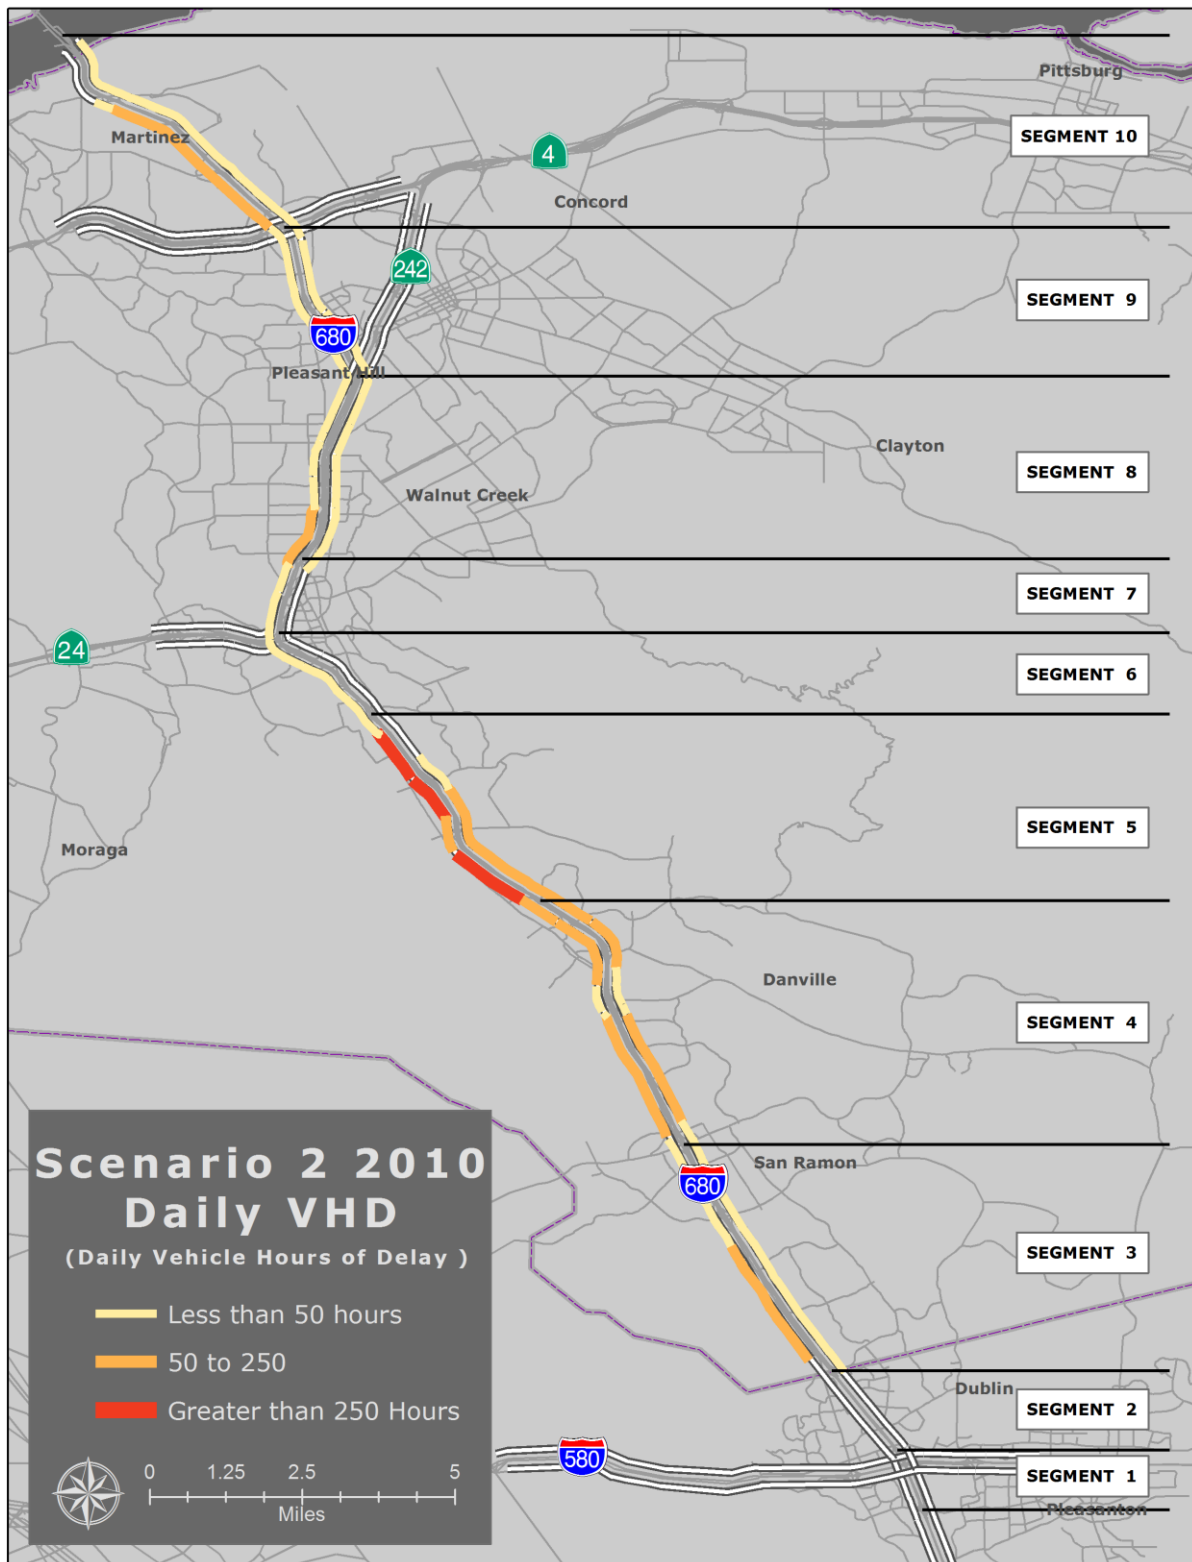 Pittsburg
SEGMENT 10
Martinez
4
Concord
242
SEGMENT 9
680
Pleasant Hill
Clayton
SEGMENT 8
Walnut Creek
SEGMENT 7
24
SEGMENT 6
SEGMENT 5
Moraga
Danville
SEGMENT 4
San Ramon
680
SEGMENT 3
Dublin
SEGMENT 2
580
SEGMENT 1
Pleasanton
Scenario 2 2010
Daily VHD
(Daily Vehicle Hours of Delay )
Less than 50 hours
50 to 250
Greater than 250 Hours
0 1.25 2.5 5
Miles